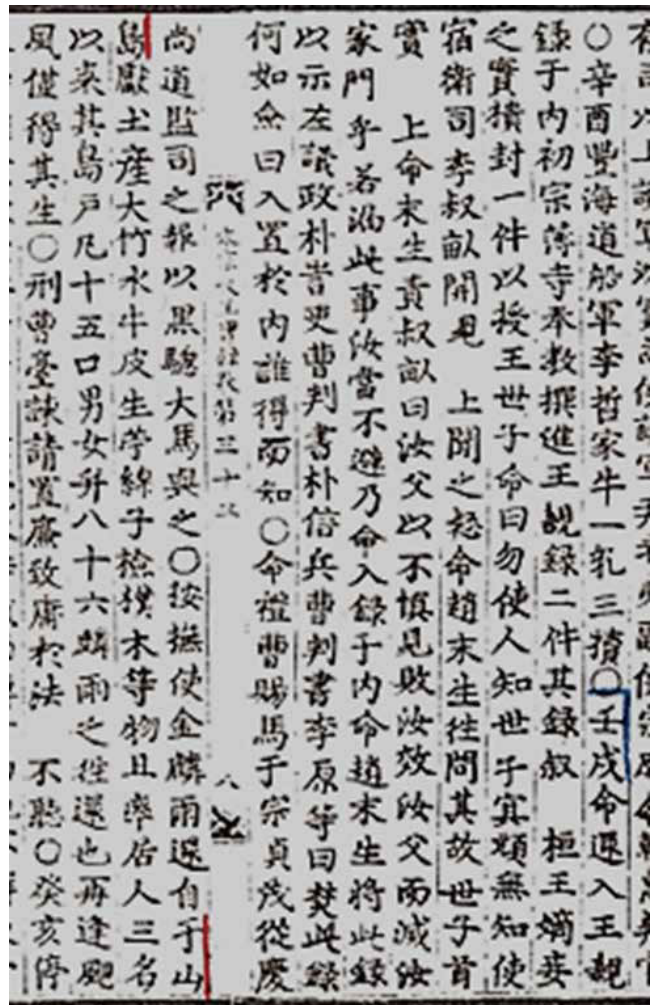 ○辛酉豐海道船軍李哲家牛一乳三犢○壬戌命還入王親
錄于內初宗簿寺奉敎撰進王親錄二件其錄叙　桓王嫡妾
之實積封一件以授王世子命曰勿使人知世子宜頭無知使
宿衛司李叔畝開見　上聞之命趙末生往問其故世子首
實　上命末生責叔畝曰汝父以不愼見敗汝效汝父而滅汝
家門乎若漏此事汝當不避乃命入錄于內命趙末生將此錄
以示左議政朴訔吏曹判書朴信兵曹判書李原等曰焚此錄
何如僉曰入置於內誰得而知○命禮曹賜馬于宗貞茂從慶
第三十三　八
尚道監司之報以黑驄大馬與之○按撫使金麟雨還自于山
島獻土産大竹水牛皮生苧綿子檢樸木等物且率居人三名
以来其島戶凡十五口男女幷八十六麟雨之往還也再逢颶
風僅得其生○刑曹臺諫請置廉致庸於法　不聽○癸亥停